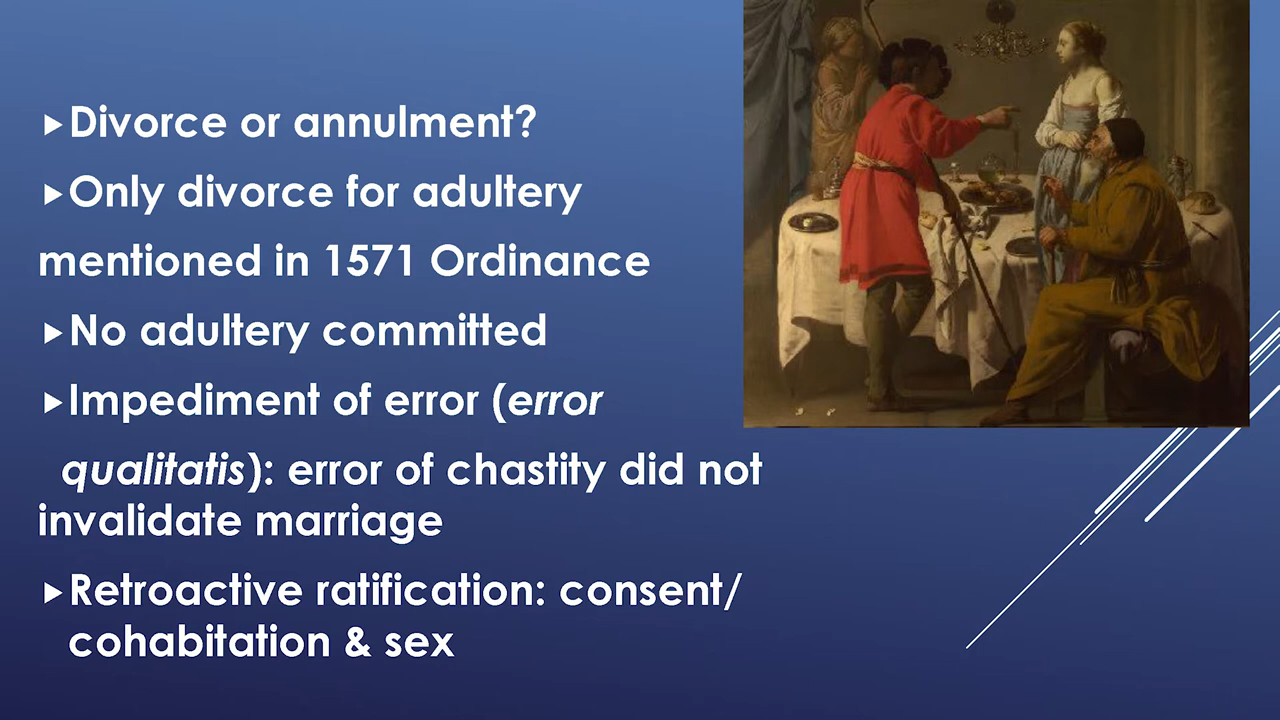 Divorce or annulment?
Only divorce for adultery
mentioned in 1571 Ordinance
No adultery committed
Impediment of error (error
qualitatis): error of chastity did not
invalidate marriage
Retroactive ratification: consent/
cohabitation & sex